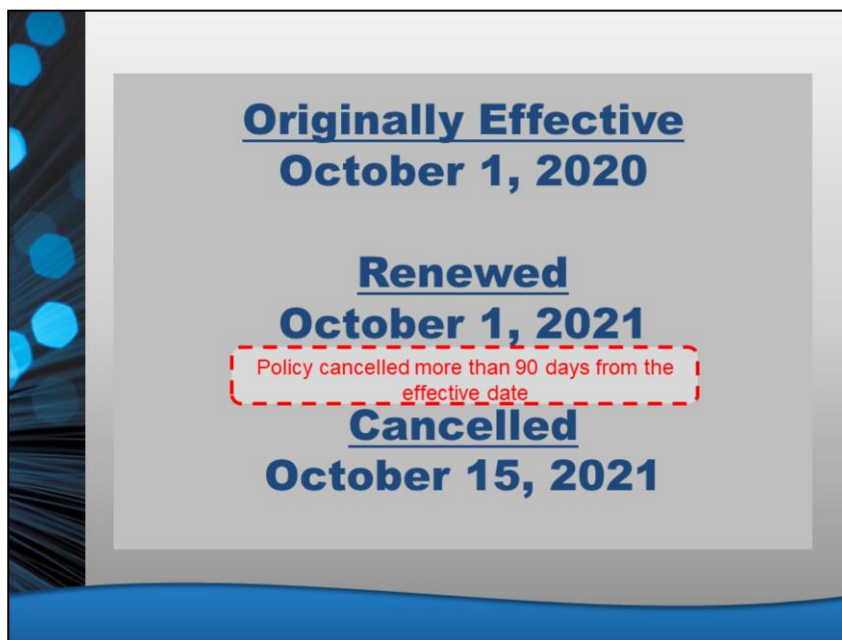 Originally Effective
October 1, 2020
Renewed
October 1, 2021
Policy cancelled more than 90 days from the
effective date
Cancelled
October 15, 2021